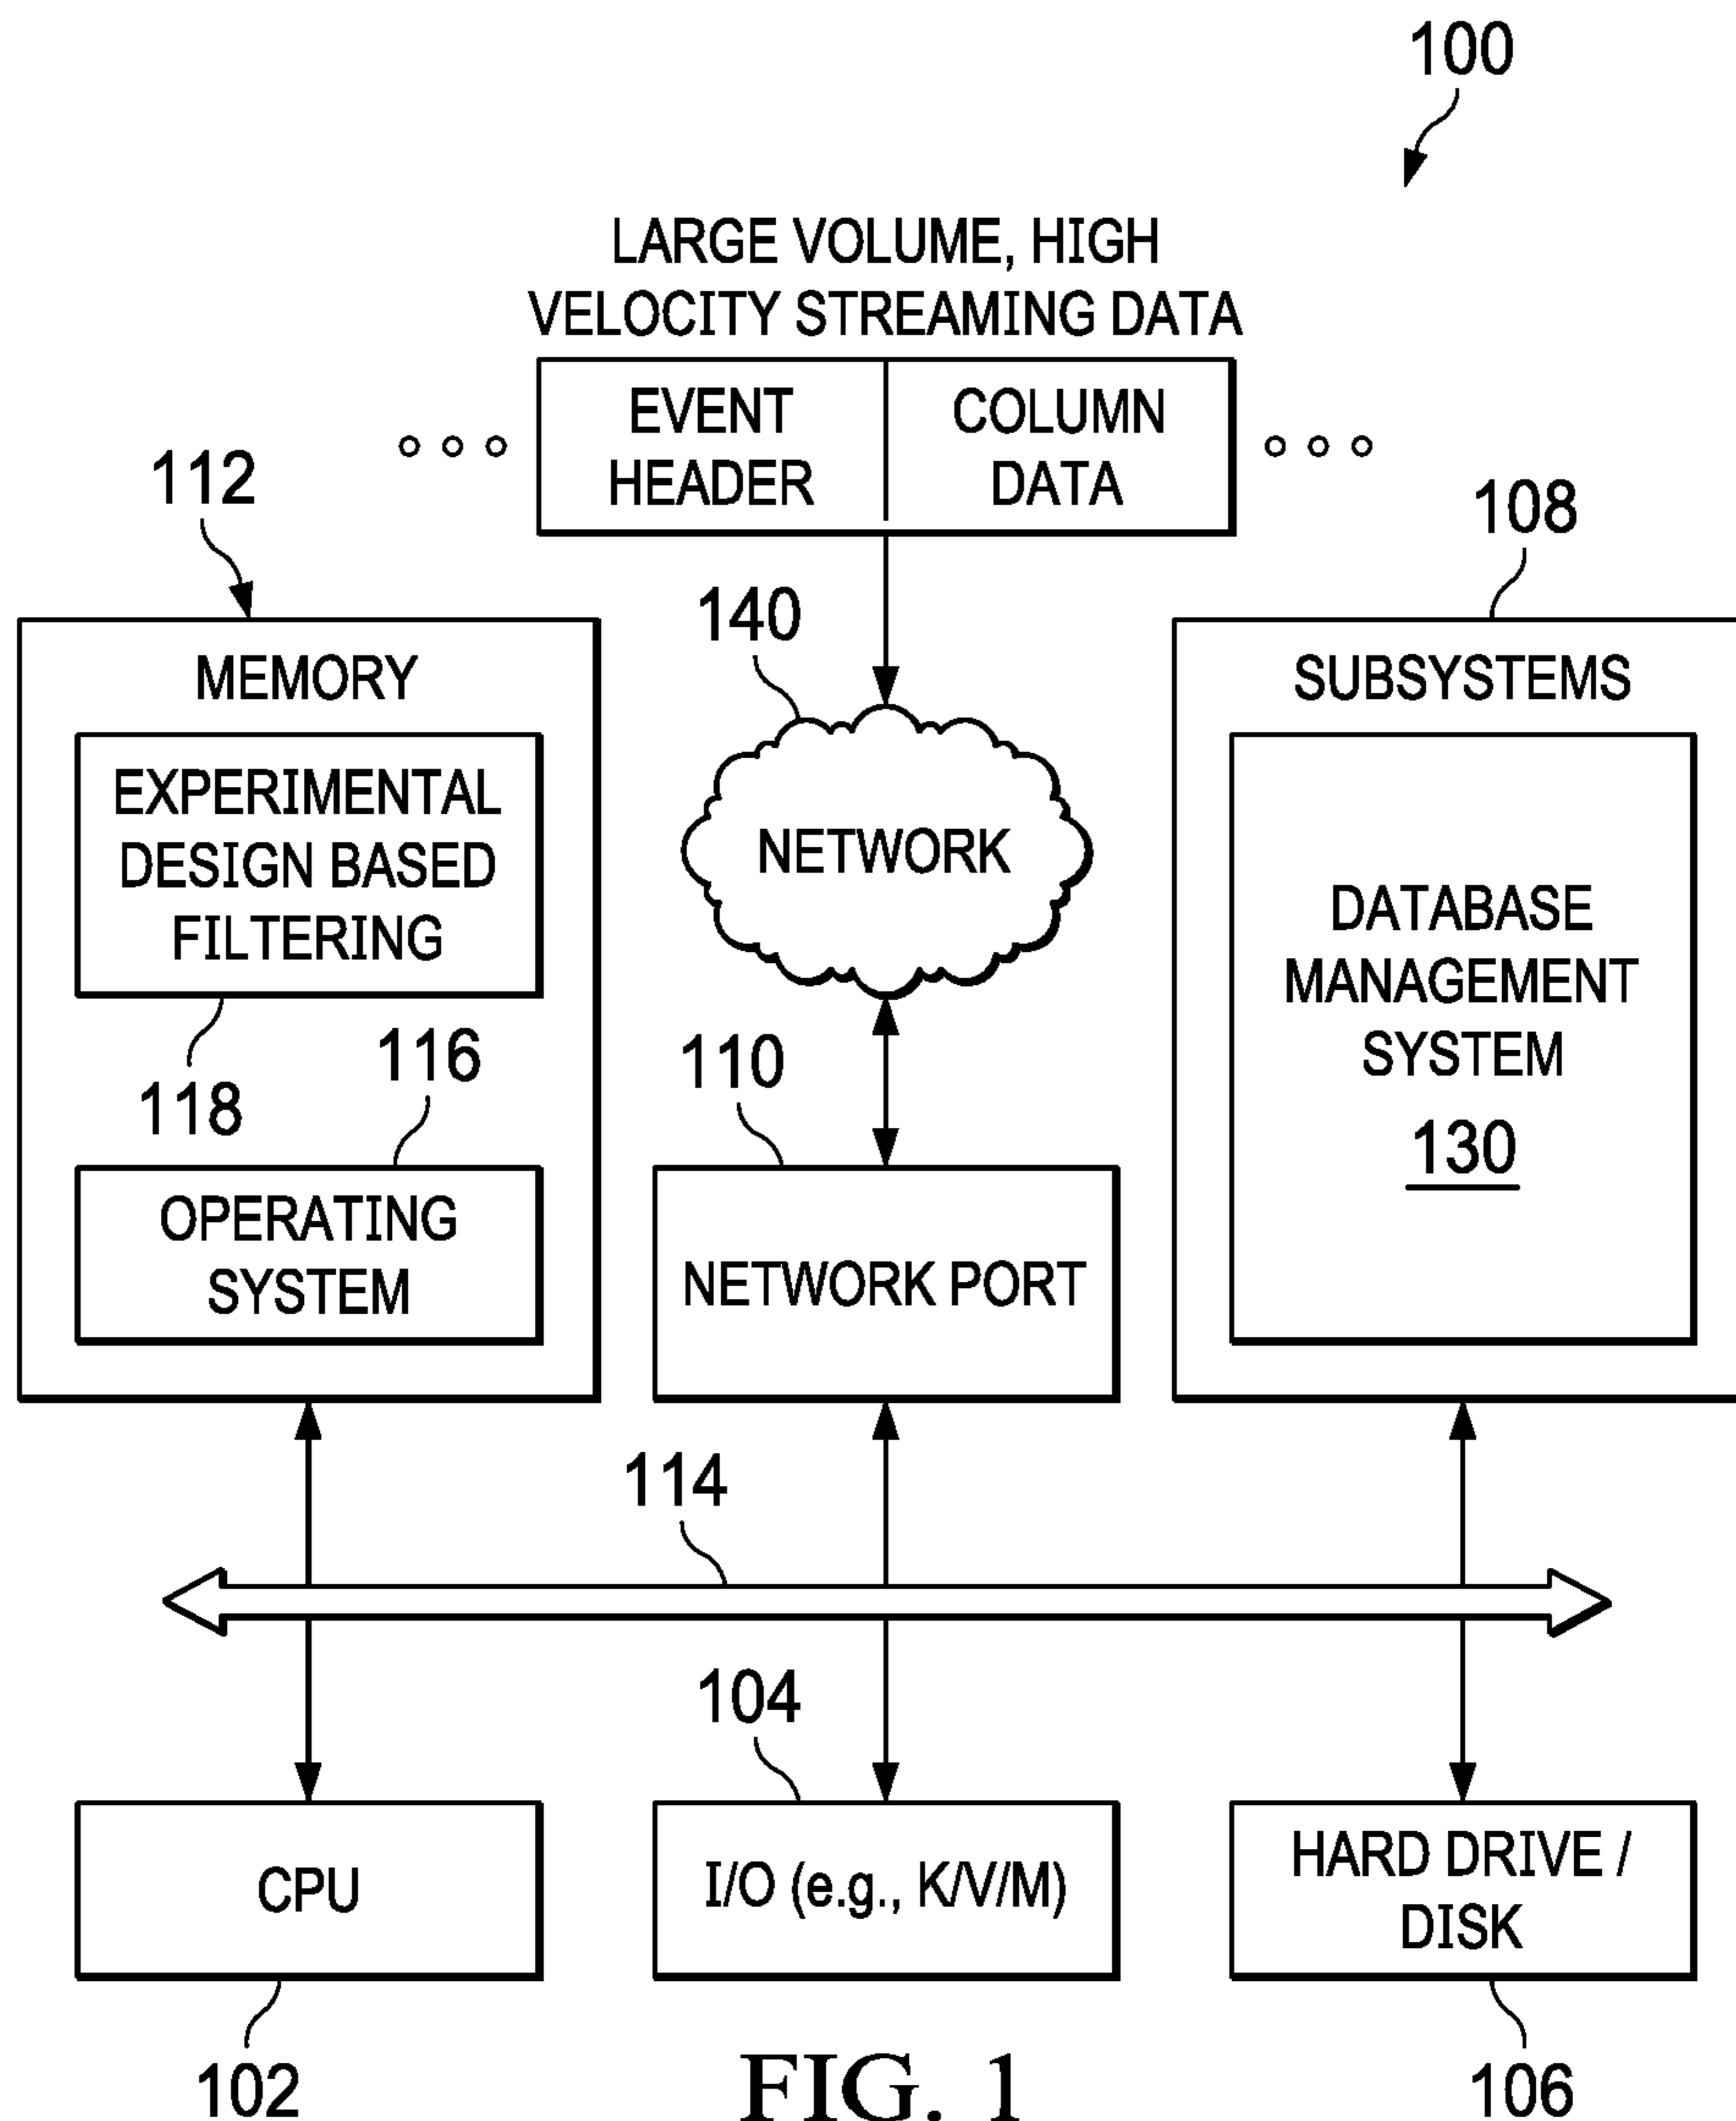 100
LARGE VOLUME, HIGH
VELOCITY STREAMING DATA
EVENT
HEADER
COLUMN
DATA
112
108
140
MEMORY
EXPERIMENTAL
DESIGN BASED
FILTERING
118
116
OPERATING
SYSTEM
NETWORK
110
NETWORK PORT
SUBSYSTEMS
DATABASE
MANAGEMENT
SYSTEM
130
114
104
CPU
I/O (e.g., K/V/M)
HARD DRIVE /
DISK
102
106
FIG. 1